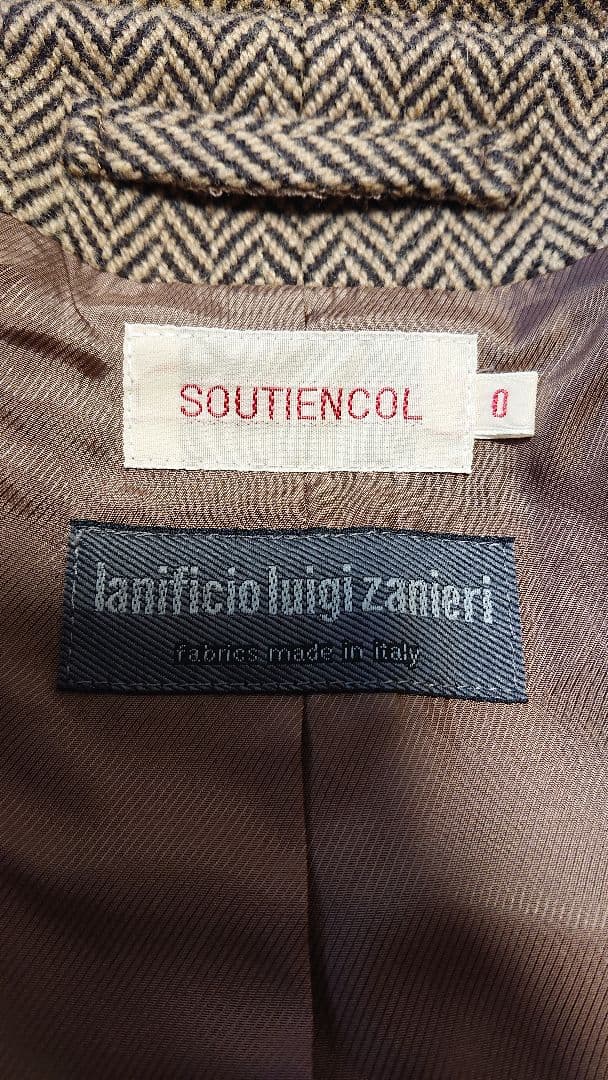 SOUTIENCOL
0
lanificio luigi zanieri
fabrics made in italy